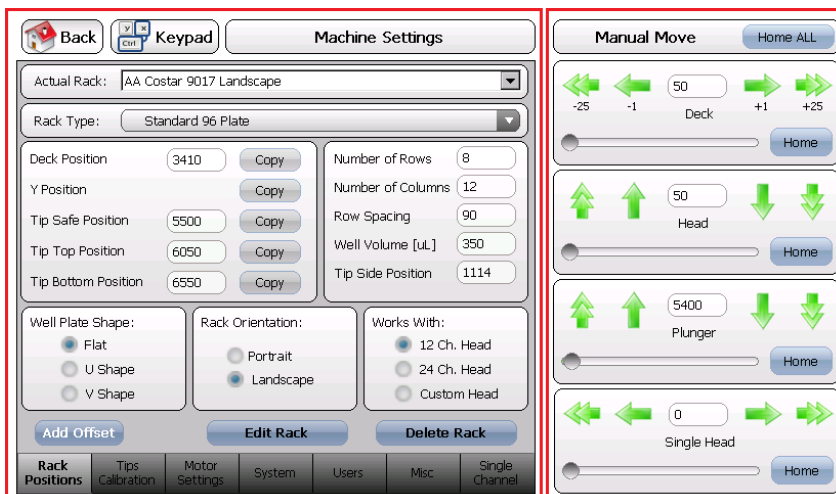 Back
Y X
Ctrl
Keypad
Machine Settings
Actual Rack: AA Costar 9017 Landscape
Rack Type: Standard 96 Plate
Deck Position 3410 Copy
Y Position Copy
Tip Safe Position 5500 Copy
Tip Top Position 6050 Copy
Tip Bottom Position 6550 Copy
Number of Rows 8
Number of Columns 12
Row Spacing 90
Well Volume [uL] 350
Tip Side Position 1114
Well Plate Shape:
Flat
U Shape
V Shape
Rack Orientation:
Portrait
Landscape
Works With:
12 Ch. Head
24 Ch. Head
Custom Head
Add Offset Edit Rack Delete Rack
Rack
Positions
Tips
Calibration
Motor
Settings
System
Users
Misc
Single
Channel
Manual Move Home ALL
50
-25 -1 Deck +1 +25
Home
50
Head
Home
5400
Plunger
Home
0
Single Head
Home